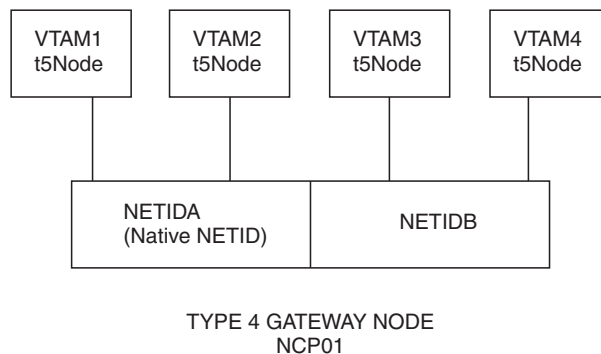 VTAM1
t5Node
VTAM2
t5Node
VTAM3
t5Node
VTAM4
t5Node
NETIDA
(Native NETID)
NETIDB
TYPE 4 GATEWAY NODE
NCP01